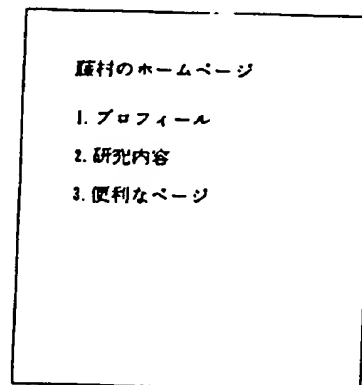 藤村のホームページ
1. プロフィール
2. 研究内容
3. 便利なページ